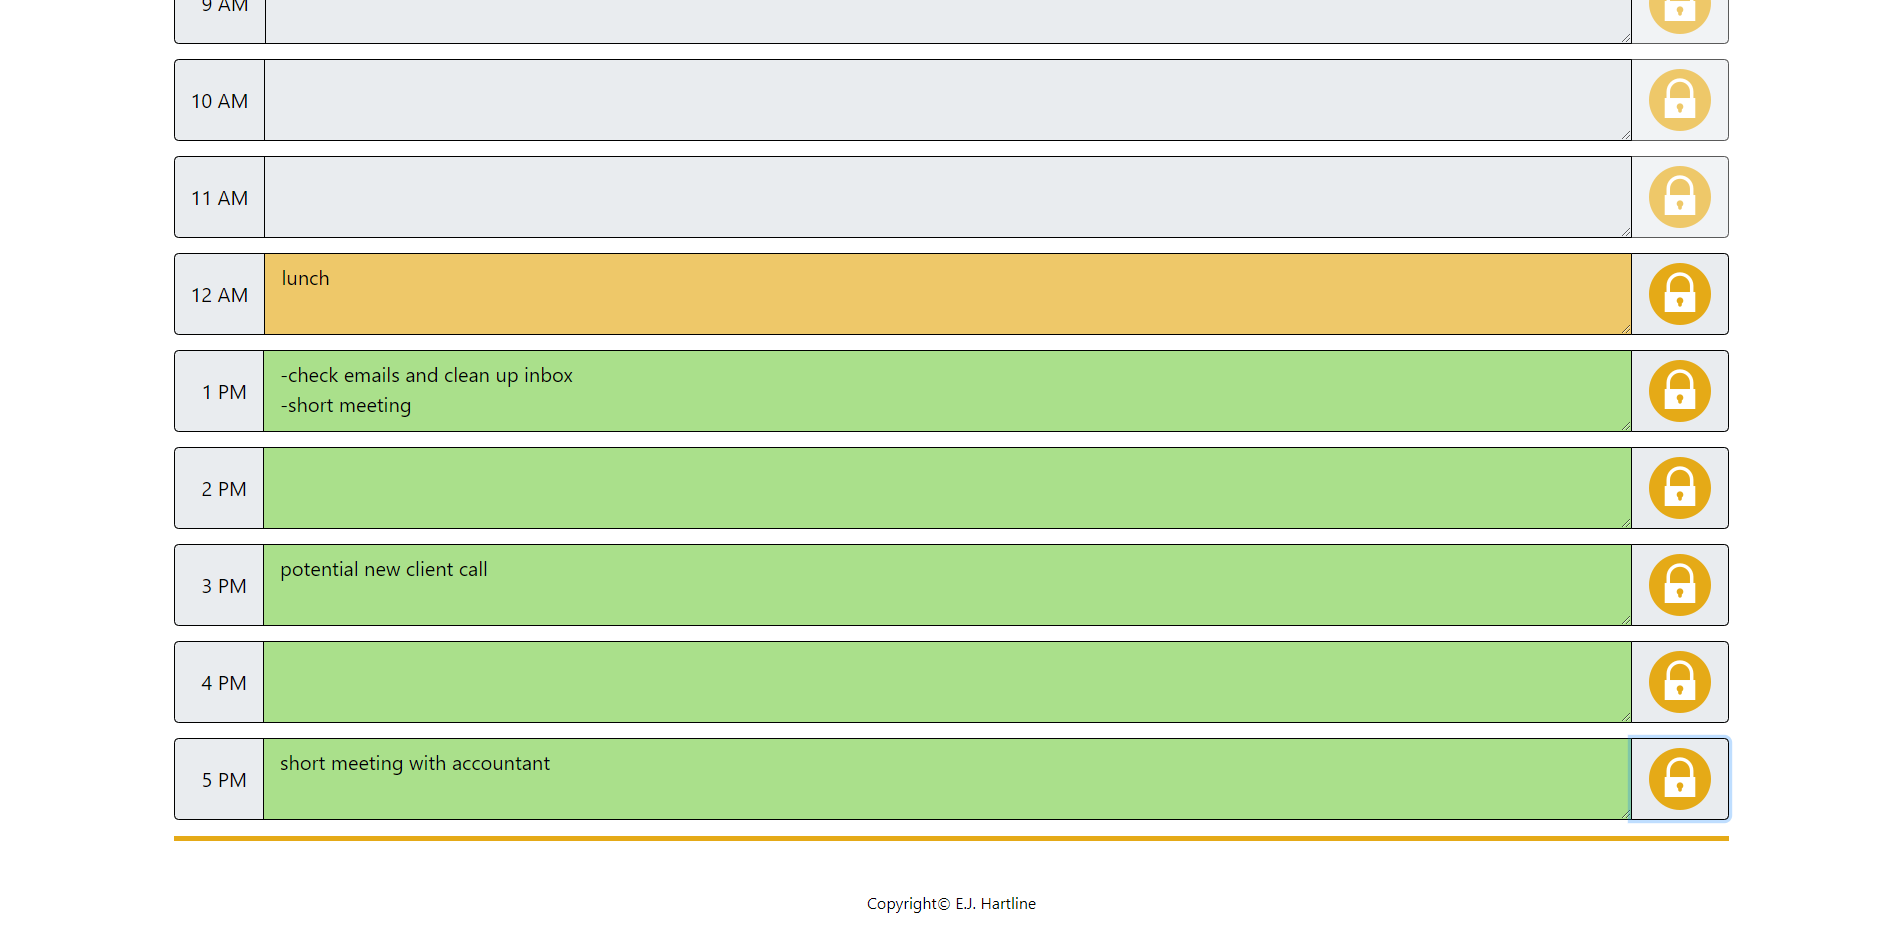 9 AM
10 AM
11 AM
12 AM
lunch
1 PM
-check emails and clean up inbox
-short meeting
2 PM
3 PM
potential new client call
4 PM
5 PM
short meeting with accountant
Copyright© E.J. Hartline